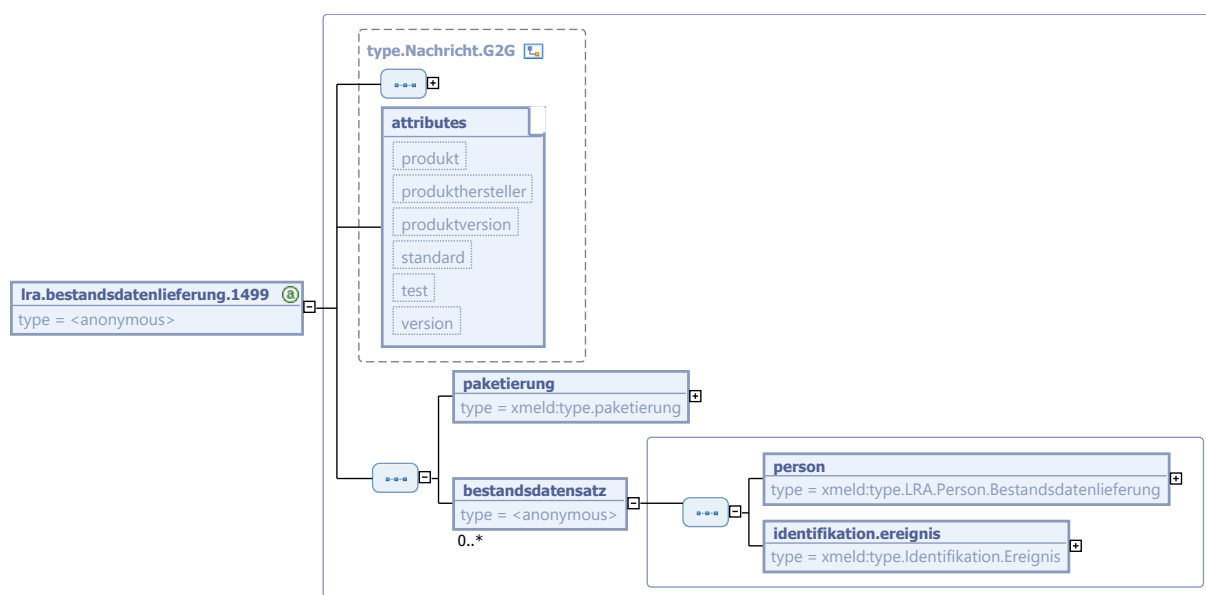 type.Nachricht.G2G
attributes
produkt
produkthersteller
produktversion
standard
test
version
lra.bestandsdatenlieferung.1499
a
type = <anonymous>
paketierung
type = xmeld:type.paketierung
bestandsdatensatz
type = <anonymous>
0..*
person
type = xmeld:type.LRA.Person.Bestandsdatenlieferung
identifikation.ereignis
type = xmeld:type.Identifikation.Ereignis